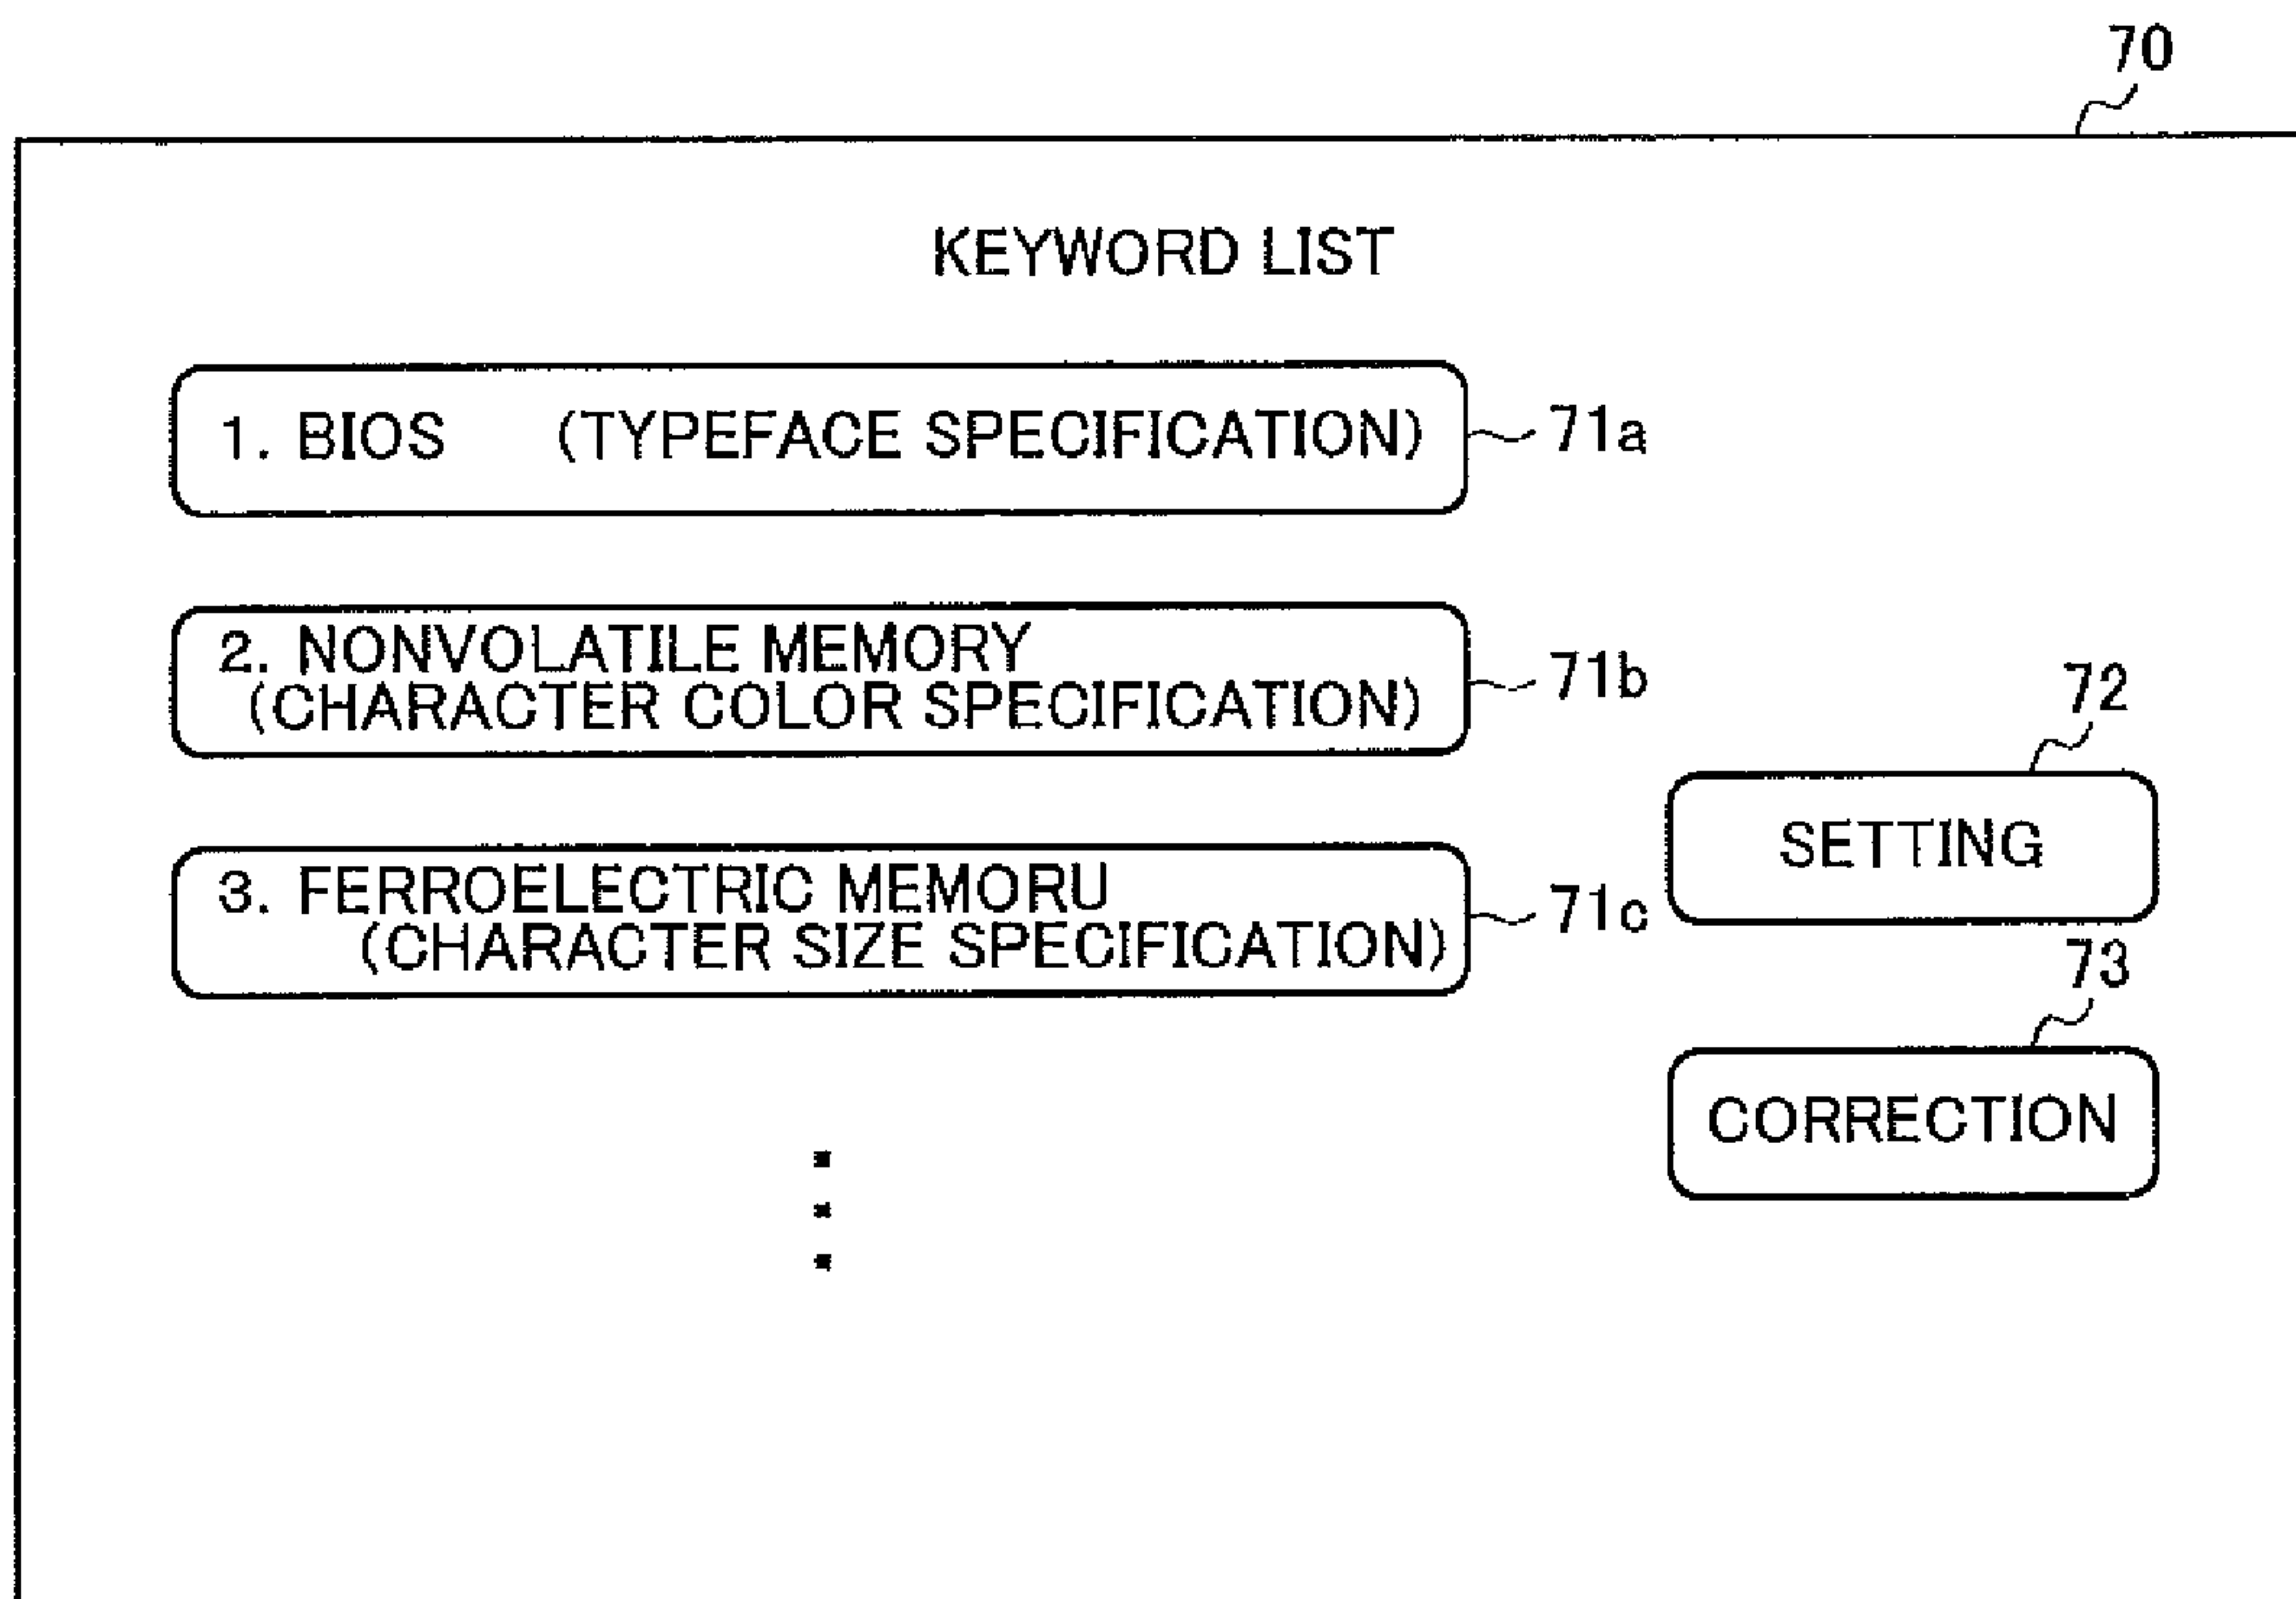 70
KEYWORD LIST
1. BIOS (TYPEFACE SPECIFICATION)
71a
2. NONVOLATILE MEMORY
(CHARACTER COLOR SPECIFICATION)
71b
72
SETTING
3. FERROELECTRIC MEMORU
(CHARACTER SIZE SPECIFICATION)
71c
73
CORRECTION